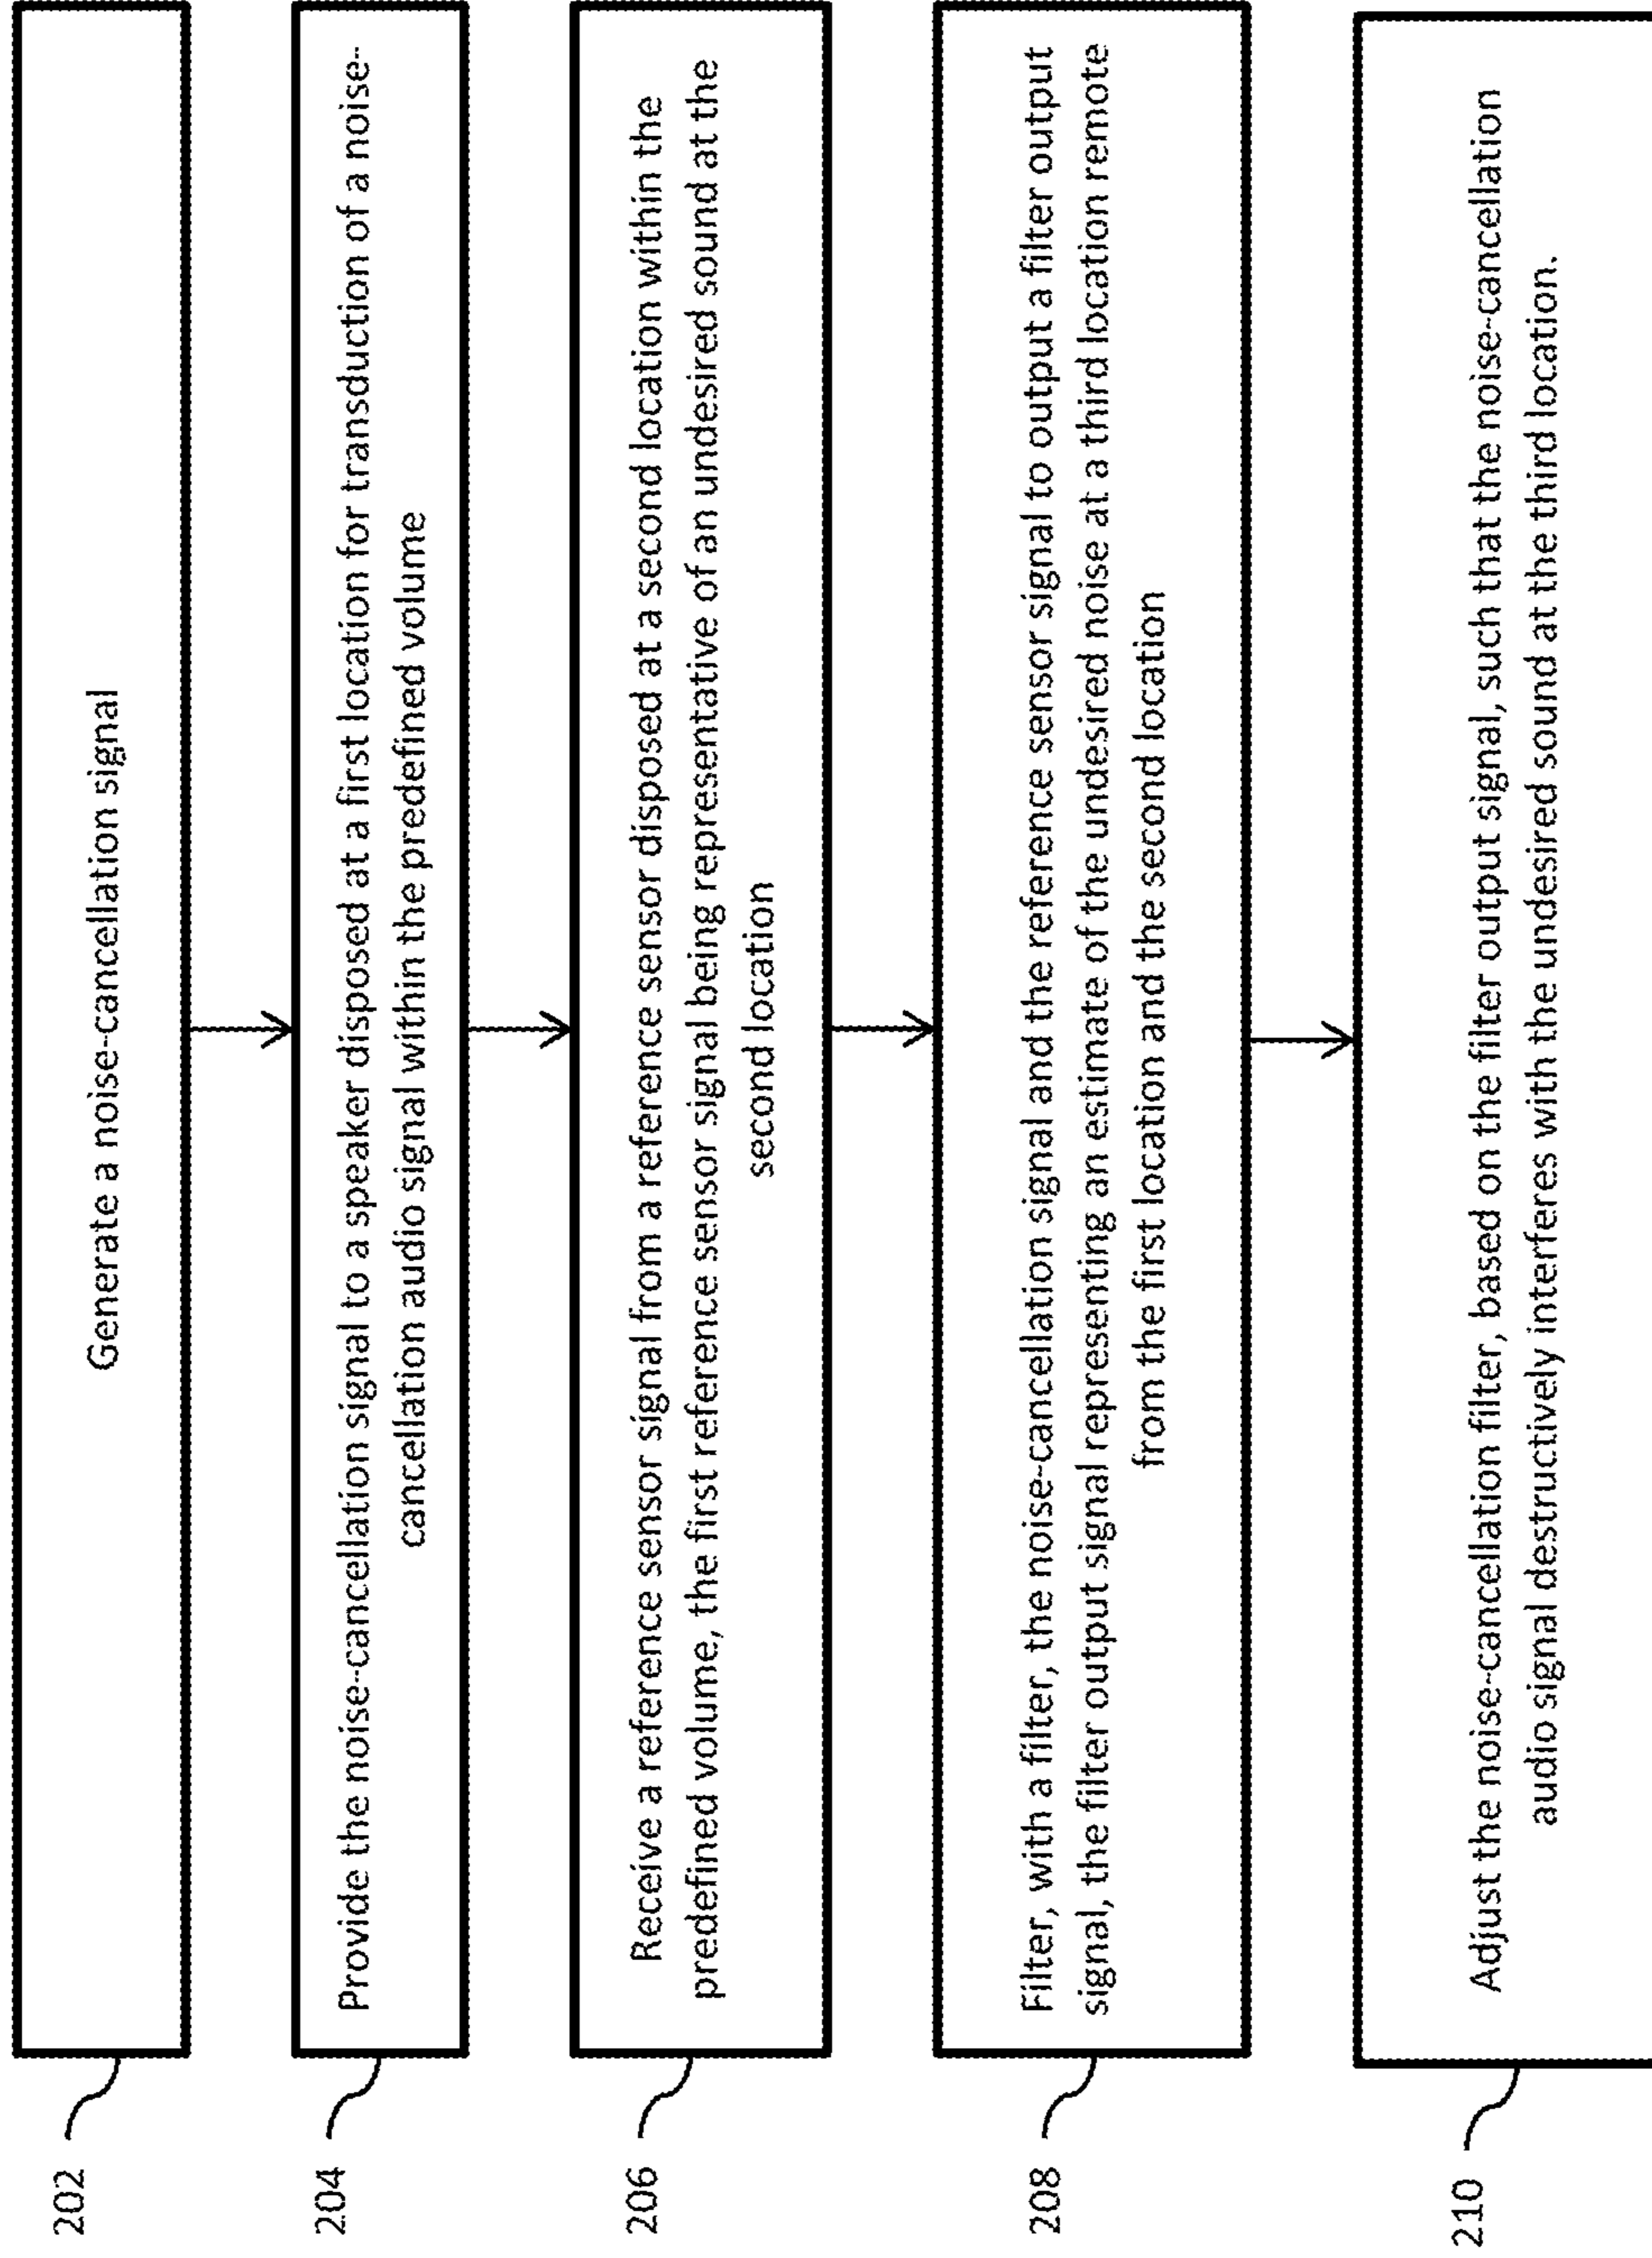 202
Generate a noise-cancellation signal
204
Provide the noise-cancellation signal to a speaker disposed at a first location for transduction of a noise-
cancellation audio signal within the predefined volume
206
Receive a reference sensor signal from a reference sensor disposed at a second location within the
predefined volume, the first reference sensor signal being representative of an undesired sound at the
second location
208
Filter, with a filter, the noise-cancellation signal and the reference sensor signal to output a filter output
signal, the filter output signal representing an estimate of the undesired noise at a third location remote
from the first location and the second location
210
Adjust the noise-cancellation filter, based on the filter output signal, such that the noise-cancellation
audio signal destructively interferes with the undesired sound at the third location.